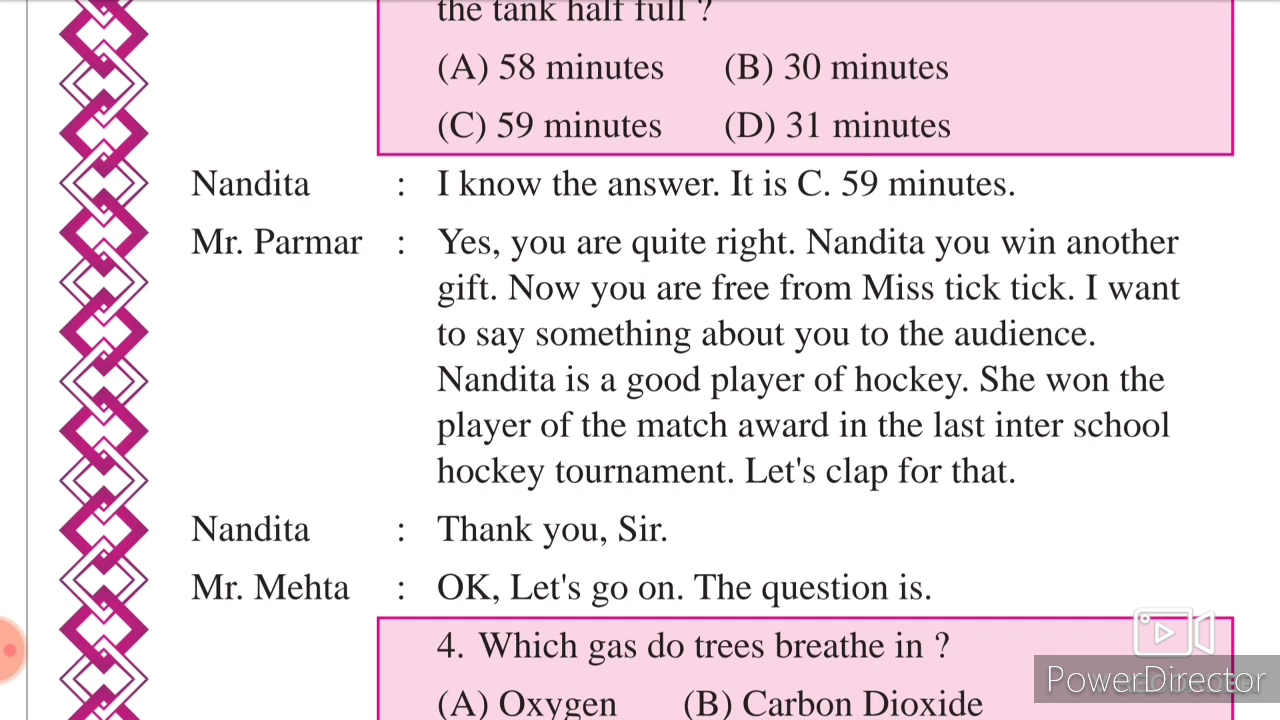 the tank half full ?
(A) 58 minutes (B) 30 minutes
(C) 59 minutes (D) 31 minutes
Nandita : I know the answer. It is C. 59 minutes.
Mr. Parmar : Yes, you are quite right. Nandita you win another
gift. Now you are free from Miss tick tick. I want
to say something about you to the audience.
Nandita is a good player of hockey. She won the
player of the match award in the last inter school
hockey tournament. Let's clap for that.
Nandita : Thank you, Sir.
Mr. Mehta : OK, Let's go on. The question is.
4. Which gas do trees breathe in ?
(A) Oxygen (B) Carbon Dioxide
PowerDirector